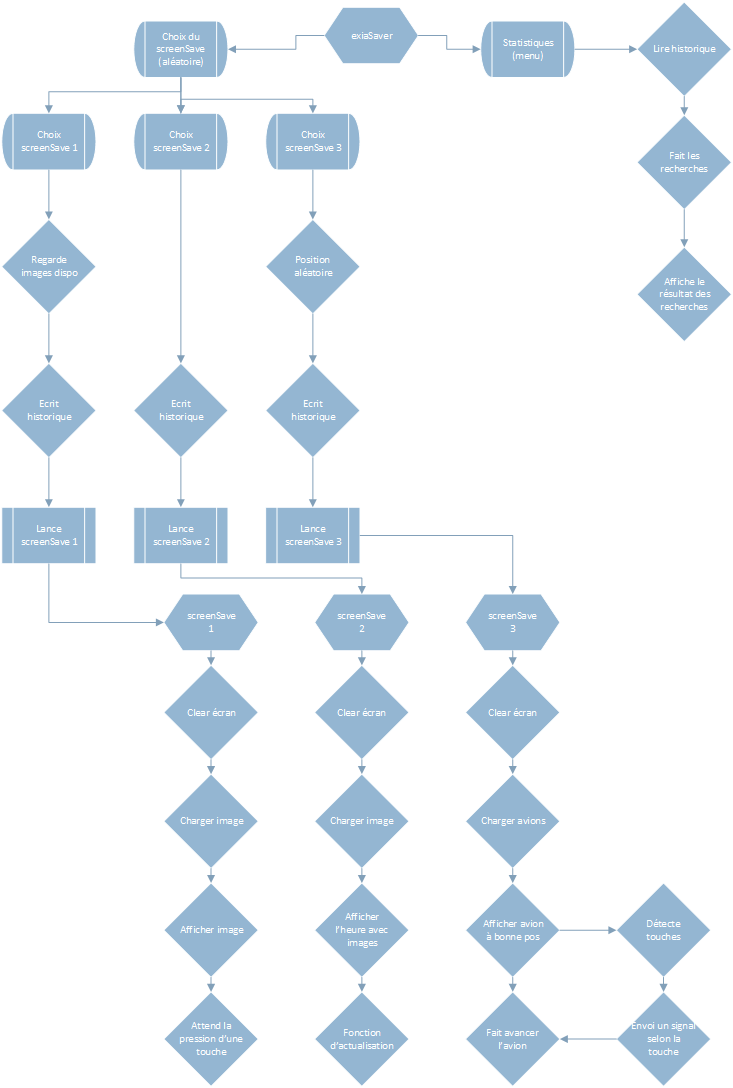 exiaSaver
Choix du
screenSave
(aléatoire)
Statistiques
(menu)
Lire historique
Choix
screenSave 1
Choix
screenSave 2
Choix
screenSave 3
Fait les
recherches
Regarde
images dispo
Position
aléatoire
Affiche le
résultat des
recherches
Ecrit
historique
Ecrit
historique
Ecrit
historique
Lance
screenSave 1
Lance
screenSave 2
Lance
screenSave 3
screenSave
1
screenSave
2
screenSave
3
Clear écran
Clear écran
Clear écran
Charger image
Charger image
Charger avions
Afficher image
Afficher
l'heure avec
images
Afficher avion
à bonne pos
Détecte
touches
Attend la
pression d'une
touche
Fonction
d'actualisation
Fait avancer
l'avion
Envoi un signal
selon la
touche